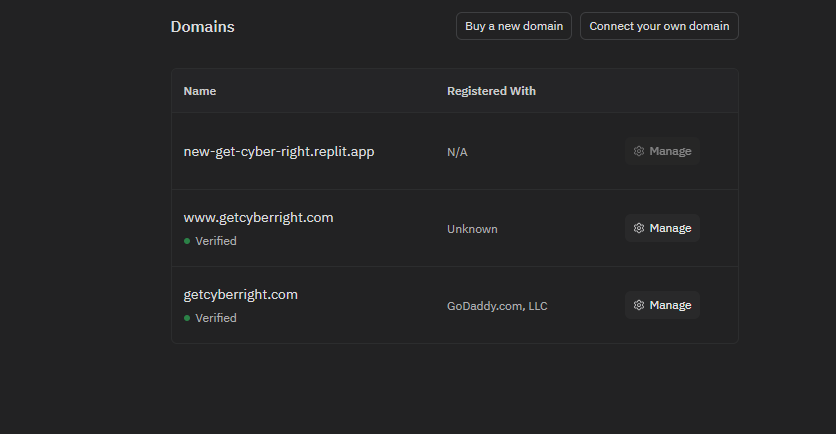 Domains
Buy a new domain
Connect your own domain
Name
Registered With
new-get-cyber-right.replit.app
N/A
Manage
www.getcyberright.com
Verified
Unknown
Manage
getcyberright.com
Verified
GoDaddy.com, LLC
Manage